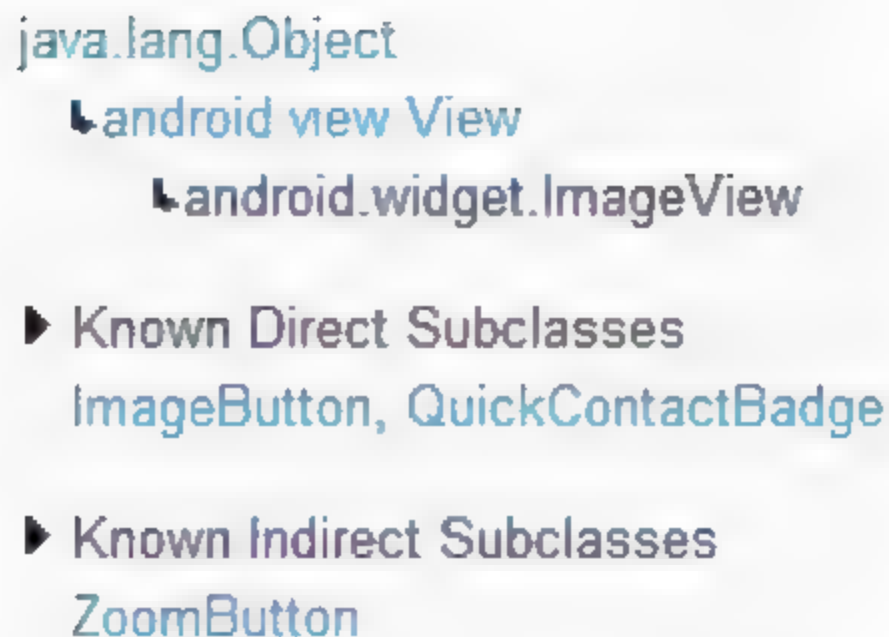 java.lang.Object
↳android.view.View
↳android.widget.ImageView
Known Direct Subclasses
ImageButton, QuickContactBadge
Known Indirect Subclasses
ZoomButton